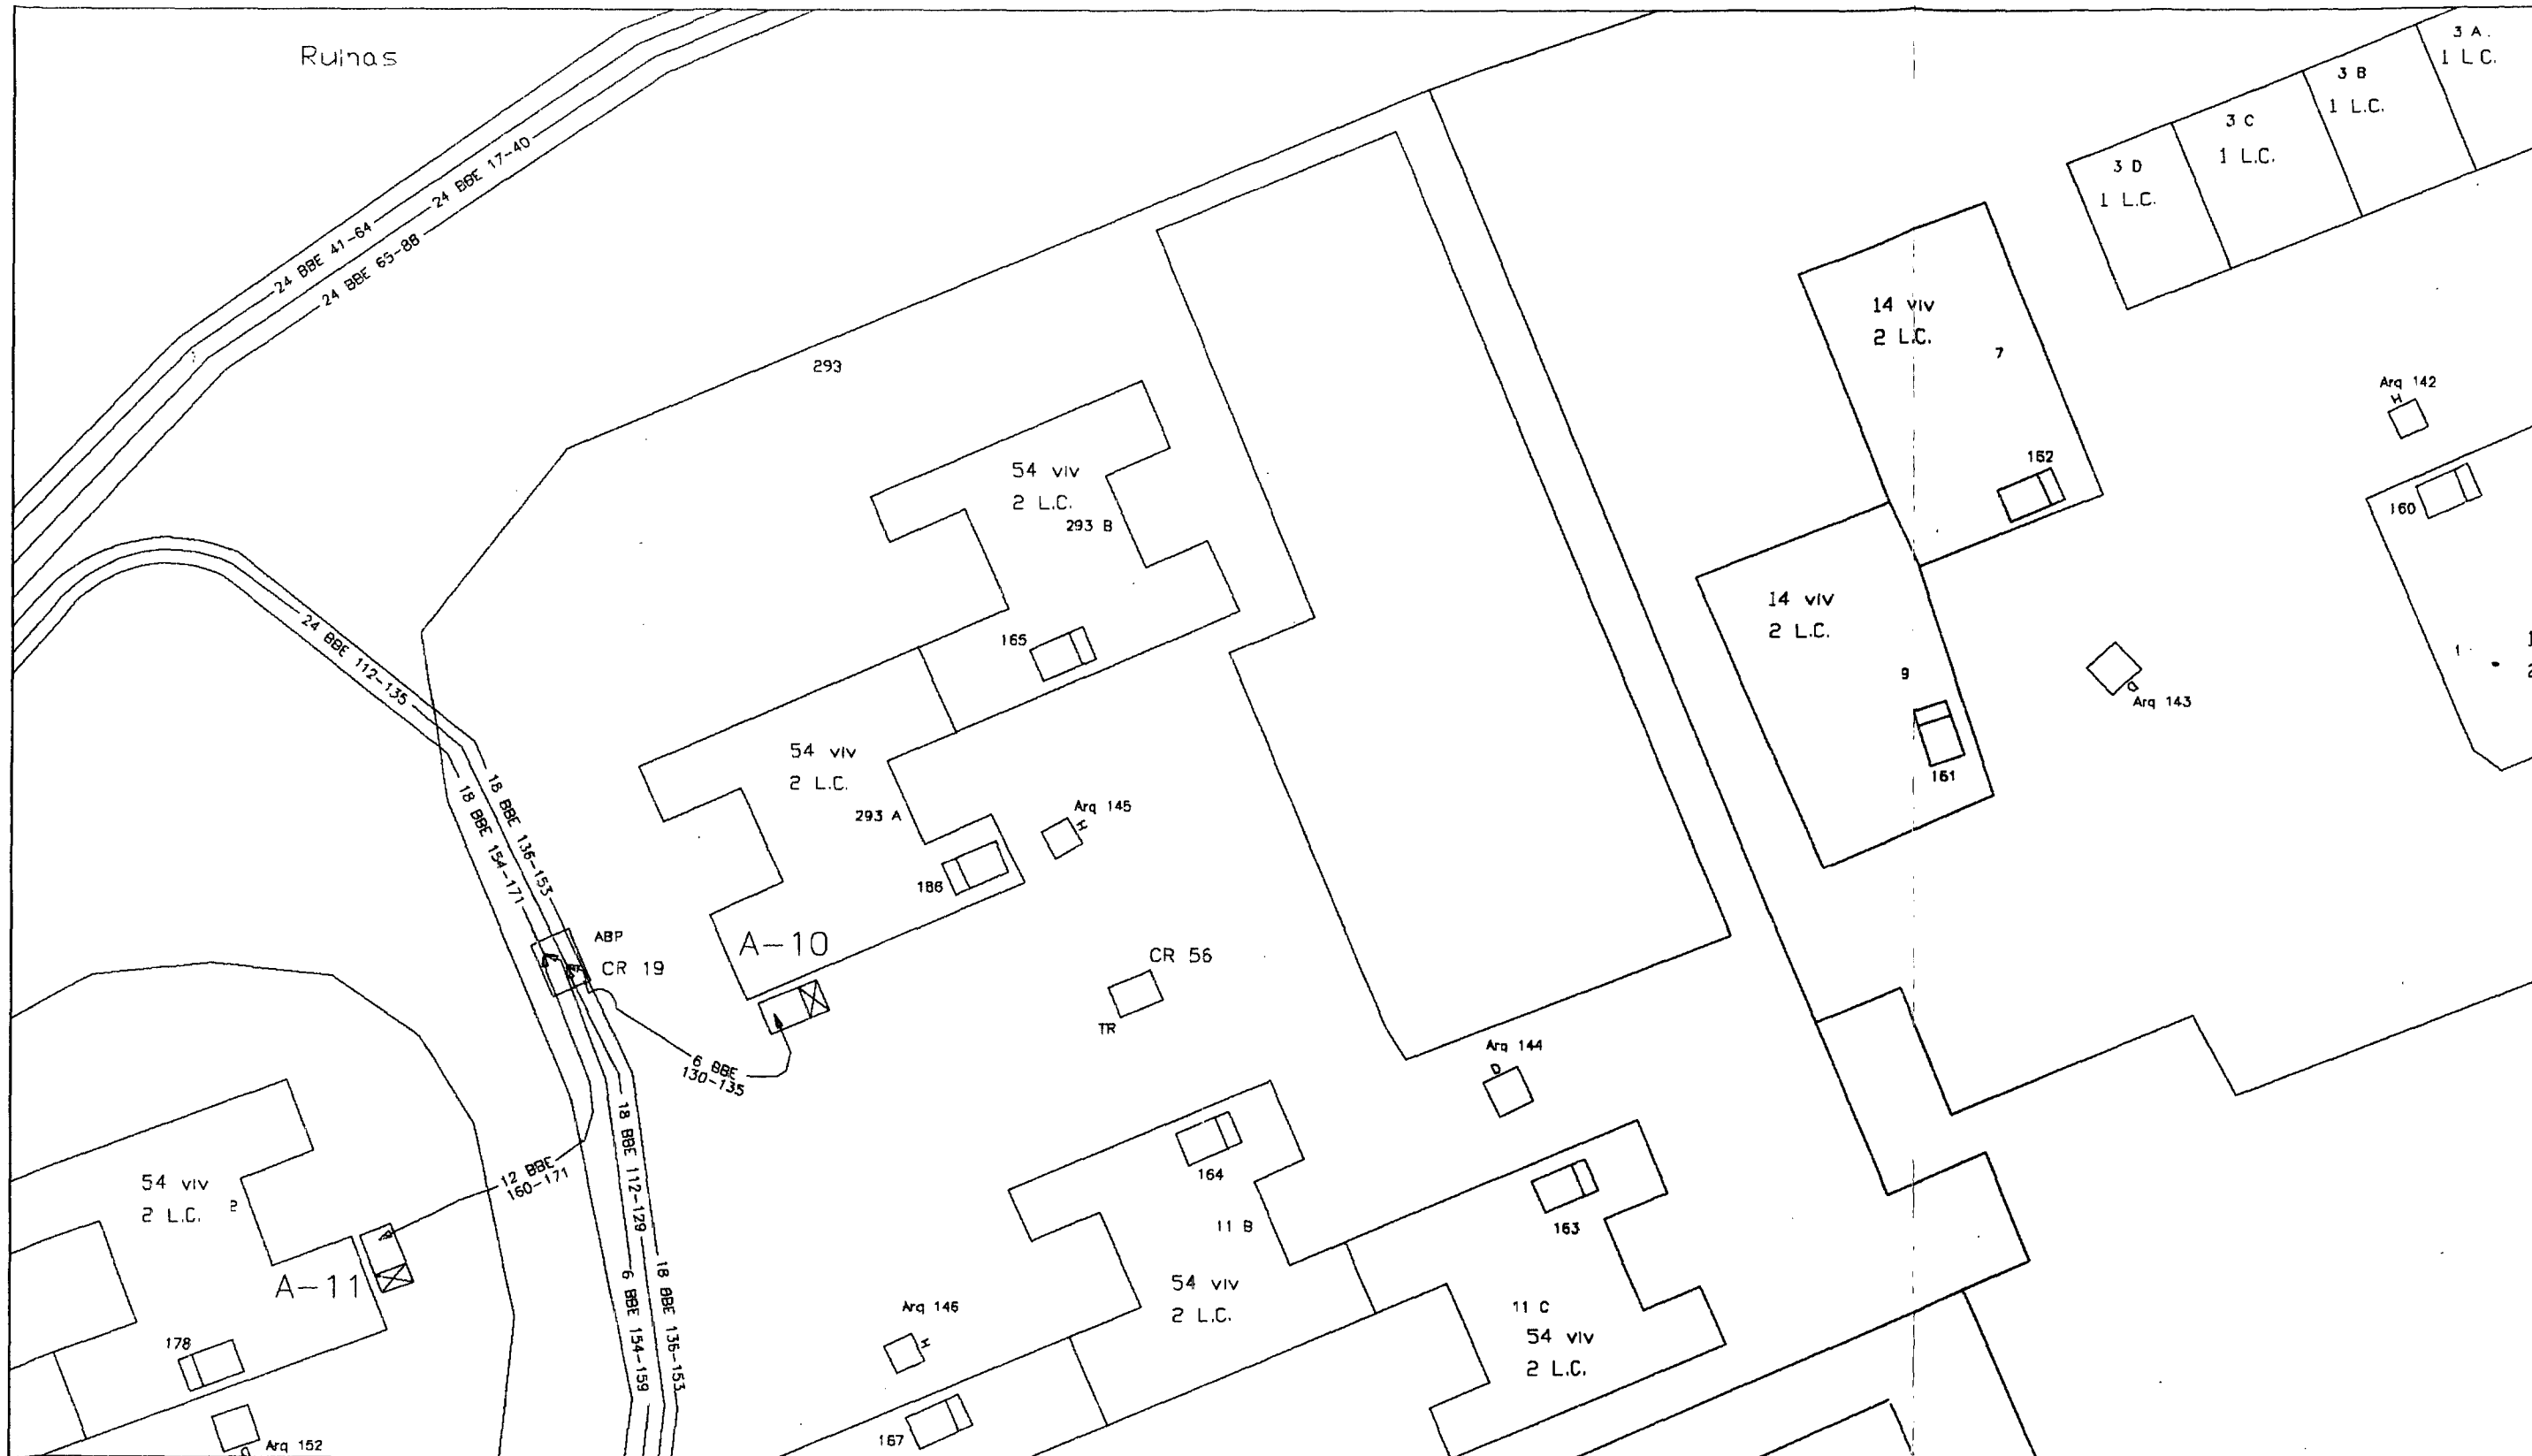 Ruinas
24 BBE 17-40
24 BBE 41-64
24 BBE 65-88
3 A.
1 L C.
3 B
1 L.C.
3 C
1 L.C.
3 D
1 L.C.
14 viv
2 L.C.
7
162
Arq 142
H
160
293
54 viv
2 L.C.
293 B
165
14 viv
2 L.C.
9
161
Arq 143
D
1
24 BBE 112-135
18 BBE 136-153
18 BBE 154-171
54 viv
2 L.C.
293 A
186
Arq 145
H
ABP
CR 19
A-10
CR 56
TR
6 BBE
130-135
Arq 144
D
164
11 B
54 viv
2 L.C.
163
11 C
54 viv
2 L.C.
12 BBE
160-171
18 BBE 112-129
18 BBE 136-153
6 BBE 154-159
54 viv
2 L.C.
2
A-11
178
Arq 152
Arq 146
H
167